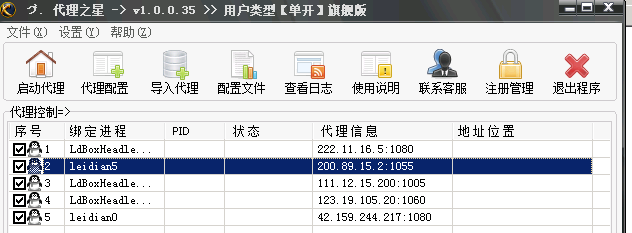 代理之星 -> v1.0.0.35 >> 用户类型【单开】旗舰版
文件(X) 设置(Y) 帮助(Z)
启动代理 代理配置 导入代理 配置文件 查看日志 使用说明 联系客服 注册管理 退出程序
代理控制=>
序号 绑定进程 PID 状态 代理信息 地址位置
1 LdBoxHeadle... 222.11.16.5:1080
2 leidian5 200.89.15.2:1055
3 LdBoxHeadle... 111.12.15.200:1005
4 LdBoxHeadle... 123.19.105.20:1060
5 leidian0 42.159.244.217:1080